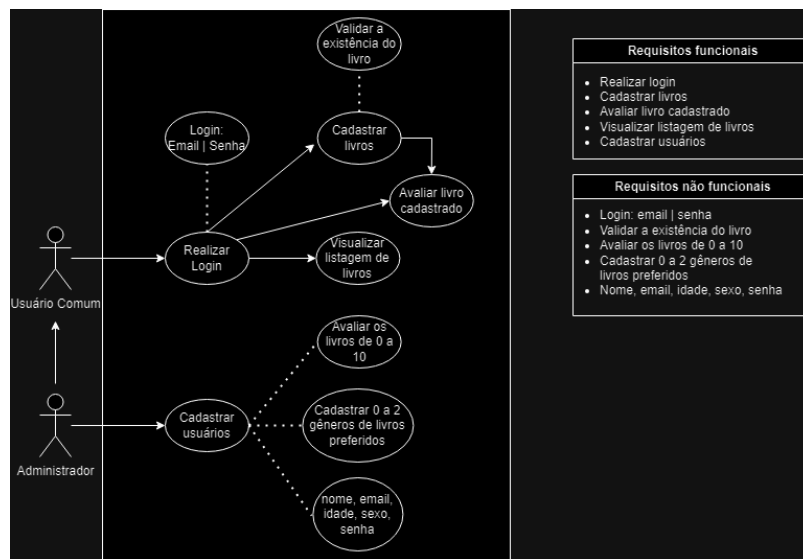 Validar a
existência do
livro
Login:
Email | Senha
Cadastrar
livros
Avaliar livro
cadastrado
Realizar
Login
Visualizar
listagem de
livros
Usuário Comum
Avaliar os
livros de 0 a
10
Cadastrar
usuários
Cadastrar 0 a 2
gêneros de livros
preferidos
Administrador
nome, email,
idade, sexo,
senha
Requisitos funcionais
Realizar login
Cadastrar livros
Avaliar livro cadastrado
Visualizar listagem de livros
Cadastrar usuários
Requisitos não funcionais
Login: email | senha
Validar a existência do livro
Avaliar os livros de 0 a 10
Cadastrar 0 a 2 gêneros de
livros preferidos
Nome, email, idade, sexo, senha